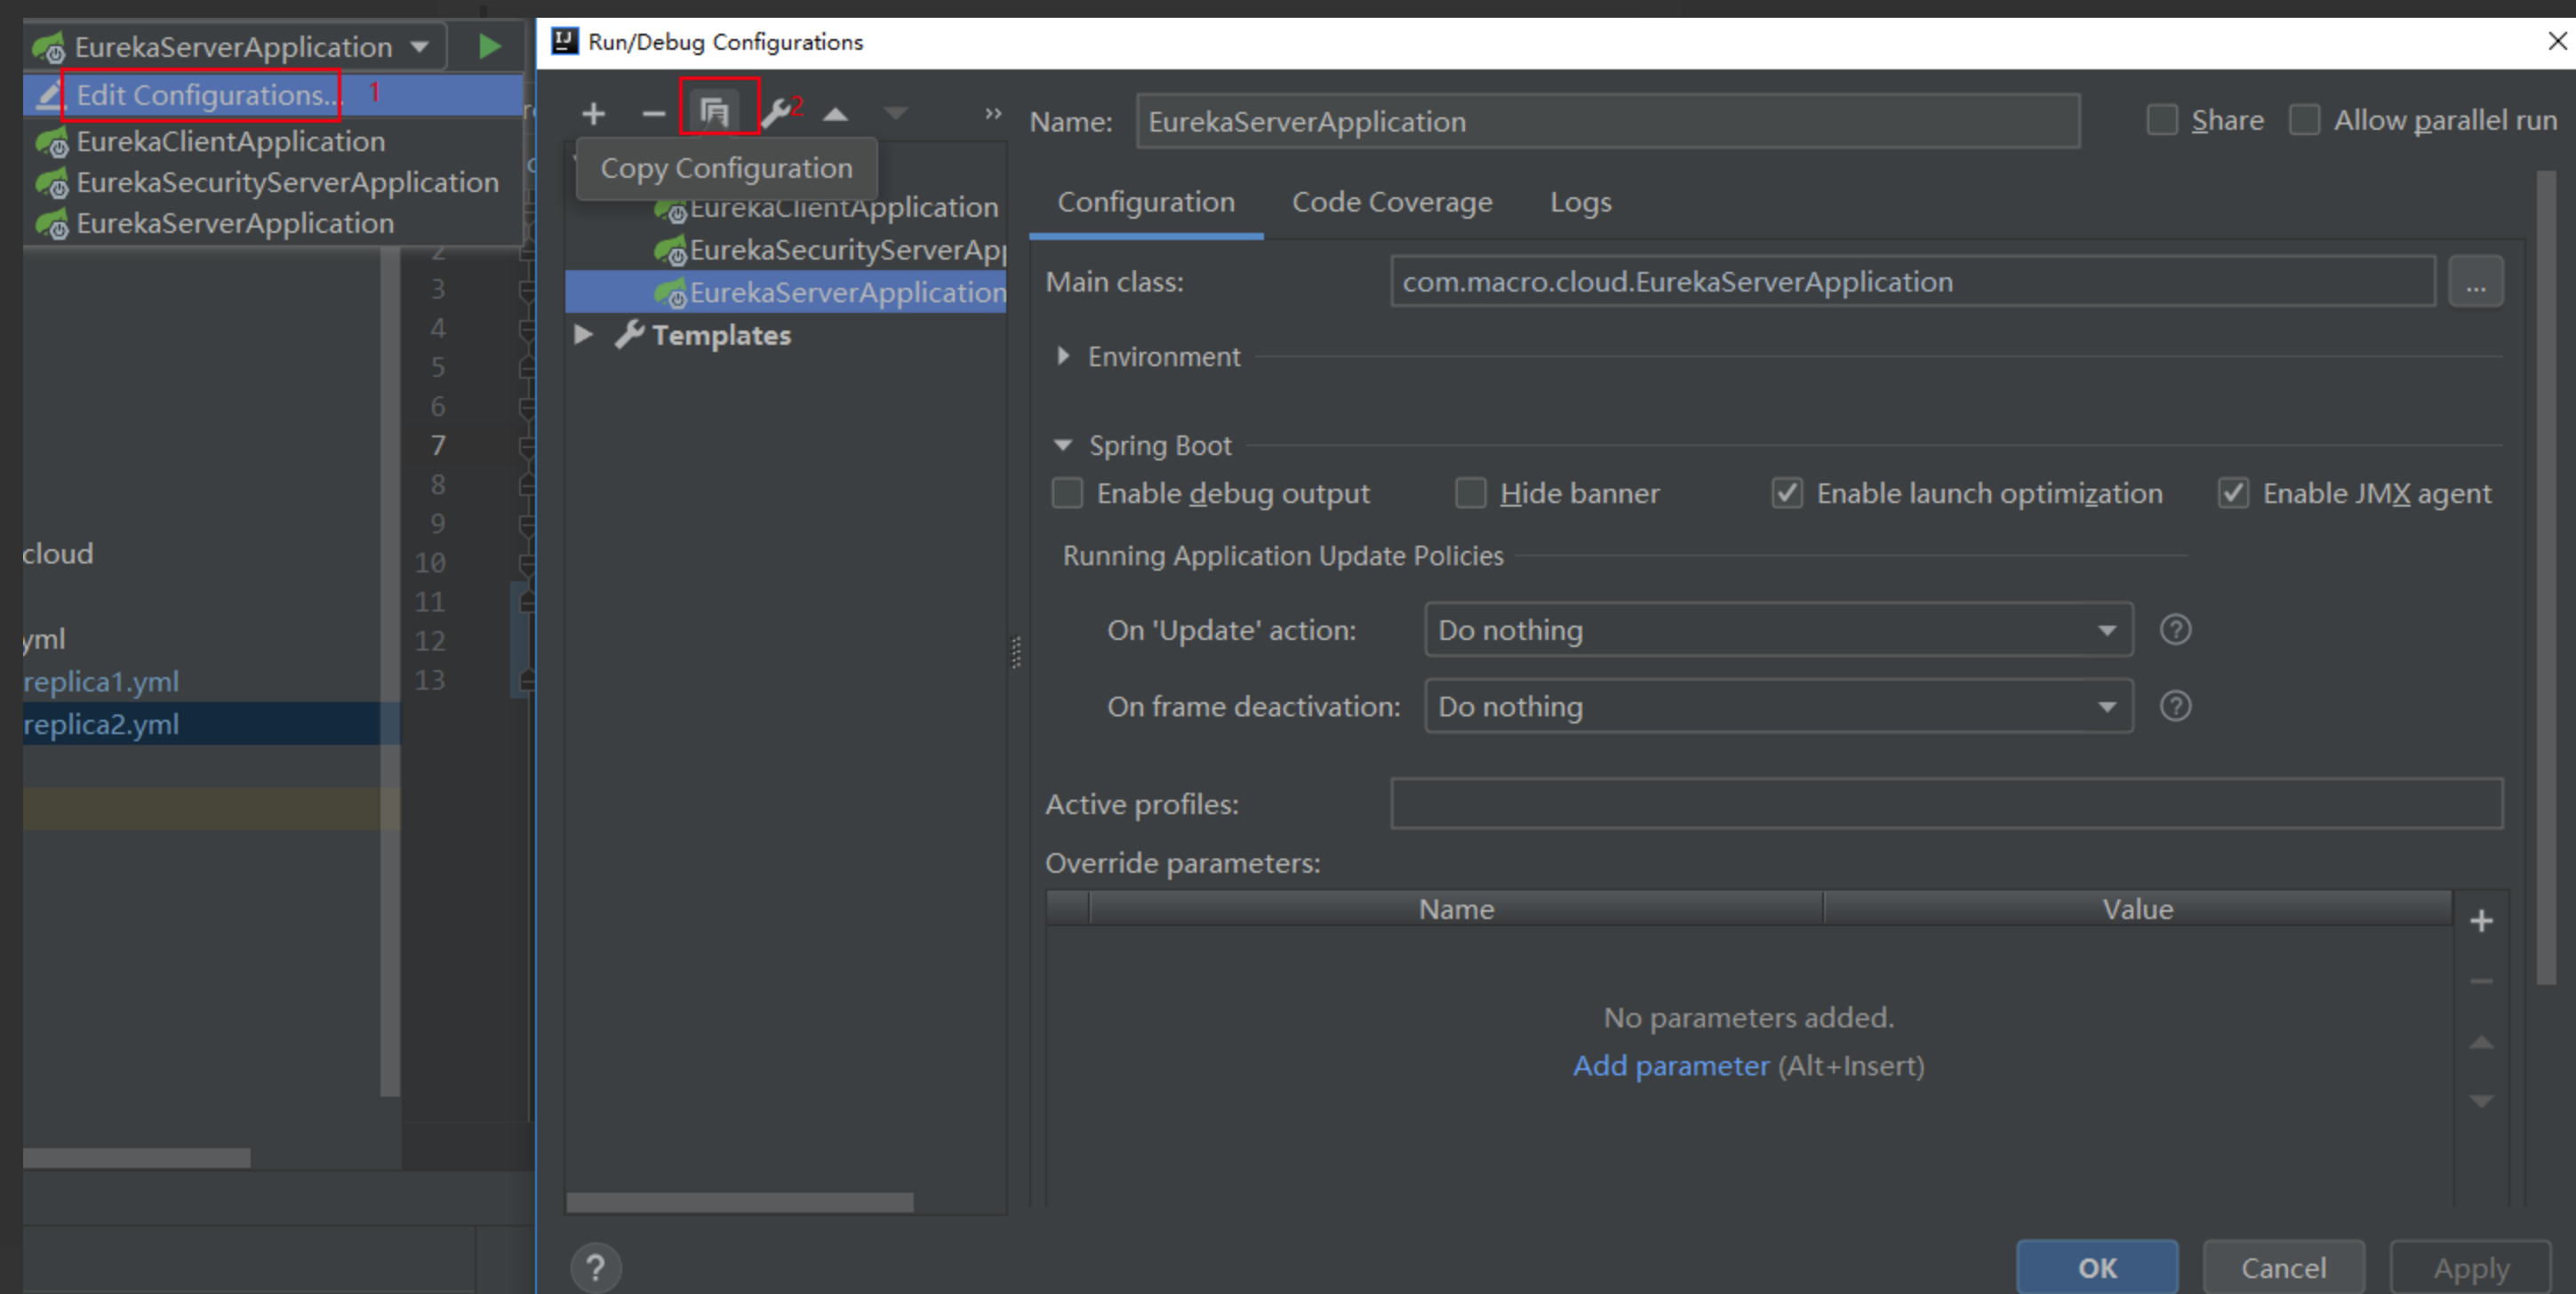 EurekaServerApplication
Edit Configurations... 1
EurekaClientApplication
EurekaSecurityServerApplication
EurekaServerApplication
2
3
4
5
6
7
8
9
10
11
12
13
cloud
yml
replica1.yml
replica2.yml
Run/Debug Configurations
2
Copy Configuration
EurekaClientApplication
EurekaSecurityServerApp
EurekaServerApplication
Templates
Name: EurekaServerApplication Share Allow parallel run
Configuration Code Coverage Logs
Main class: com.macro.cloud.EurekaServerApplication ...
Environment
Spring Boot
Enable debug output Hide banner Enable launch optimization Enable JMX agent
Running Application Update Policies
On 'Update' action: Do nothing ?
On frame deactivation: Do nothing ?
Active profiles:
Override parameters:
Name Value
No parameters added.
Add parameter (Alt+Insert)
? OK Cancel Apply